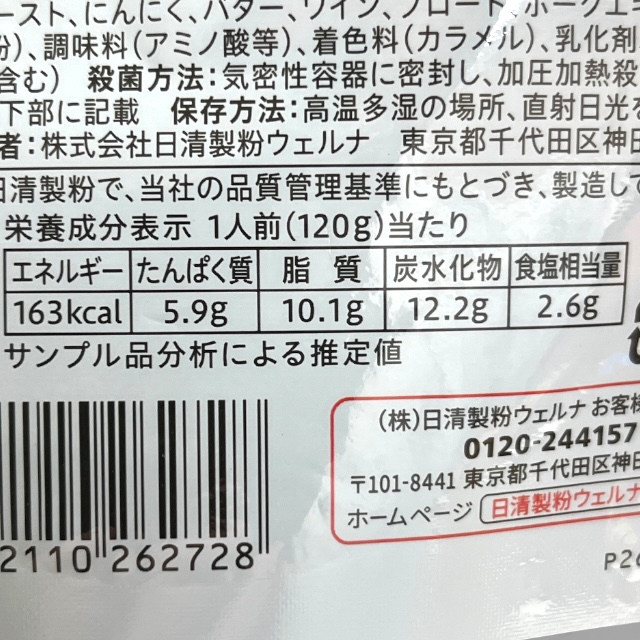 ースト、にんにく、バター、ワイン、ブロード、ポークエ
粉)、調味料(アミノ酸等)、着色料(カラメル)、乳化剤
含む) 殺菌方法:気密性容器に密封し、加圧加熱殺
下部に記載 保存方法:高温多湿の場所、直射日光
者:株式会社日清製粉ウェルナ 東京都千代田区神田
日清製粉で、当社の品質管理基準にもとづき、製造して
栄養成分表示 1人前(120g)当たり
エネルギー たんぱく質 脂質 炭水化物 食塩相当量
163kcal 5.9g 10.1g 12.2g 2.6g
サンプル品分析による推定値
(株)日清製粉ウェルナ お客様
0120-244157
〒101-8441 東京都千代田区神田
ホームページ 日清製粉ウェルナ
2110 262728
P26